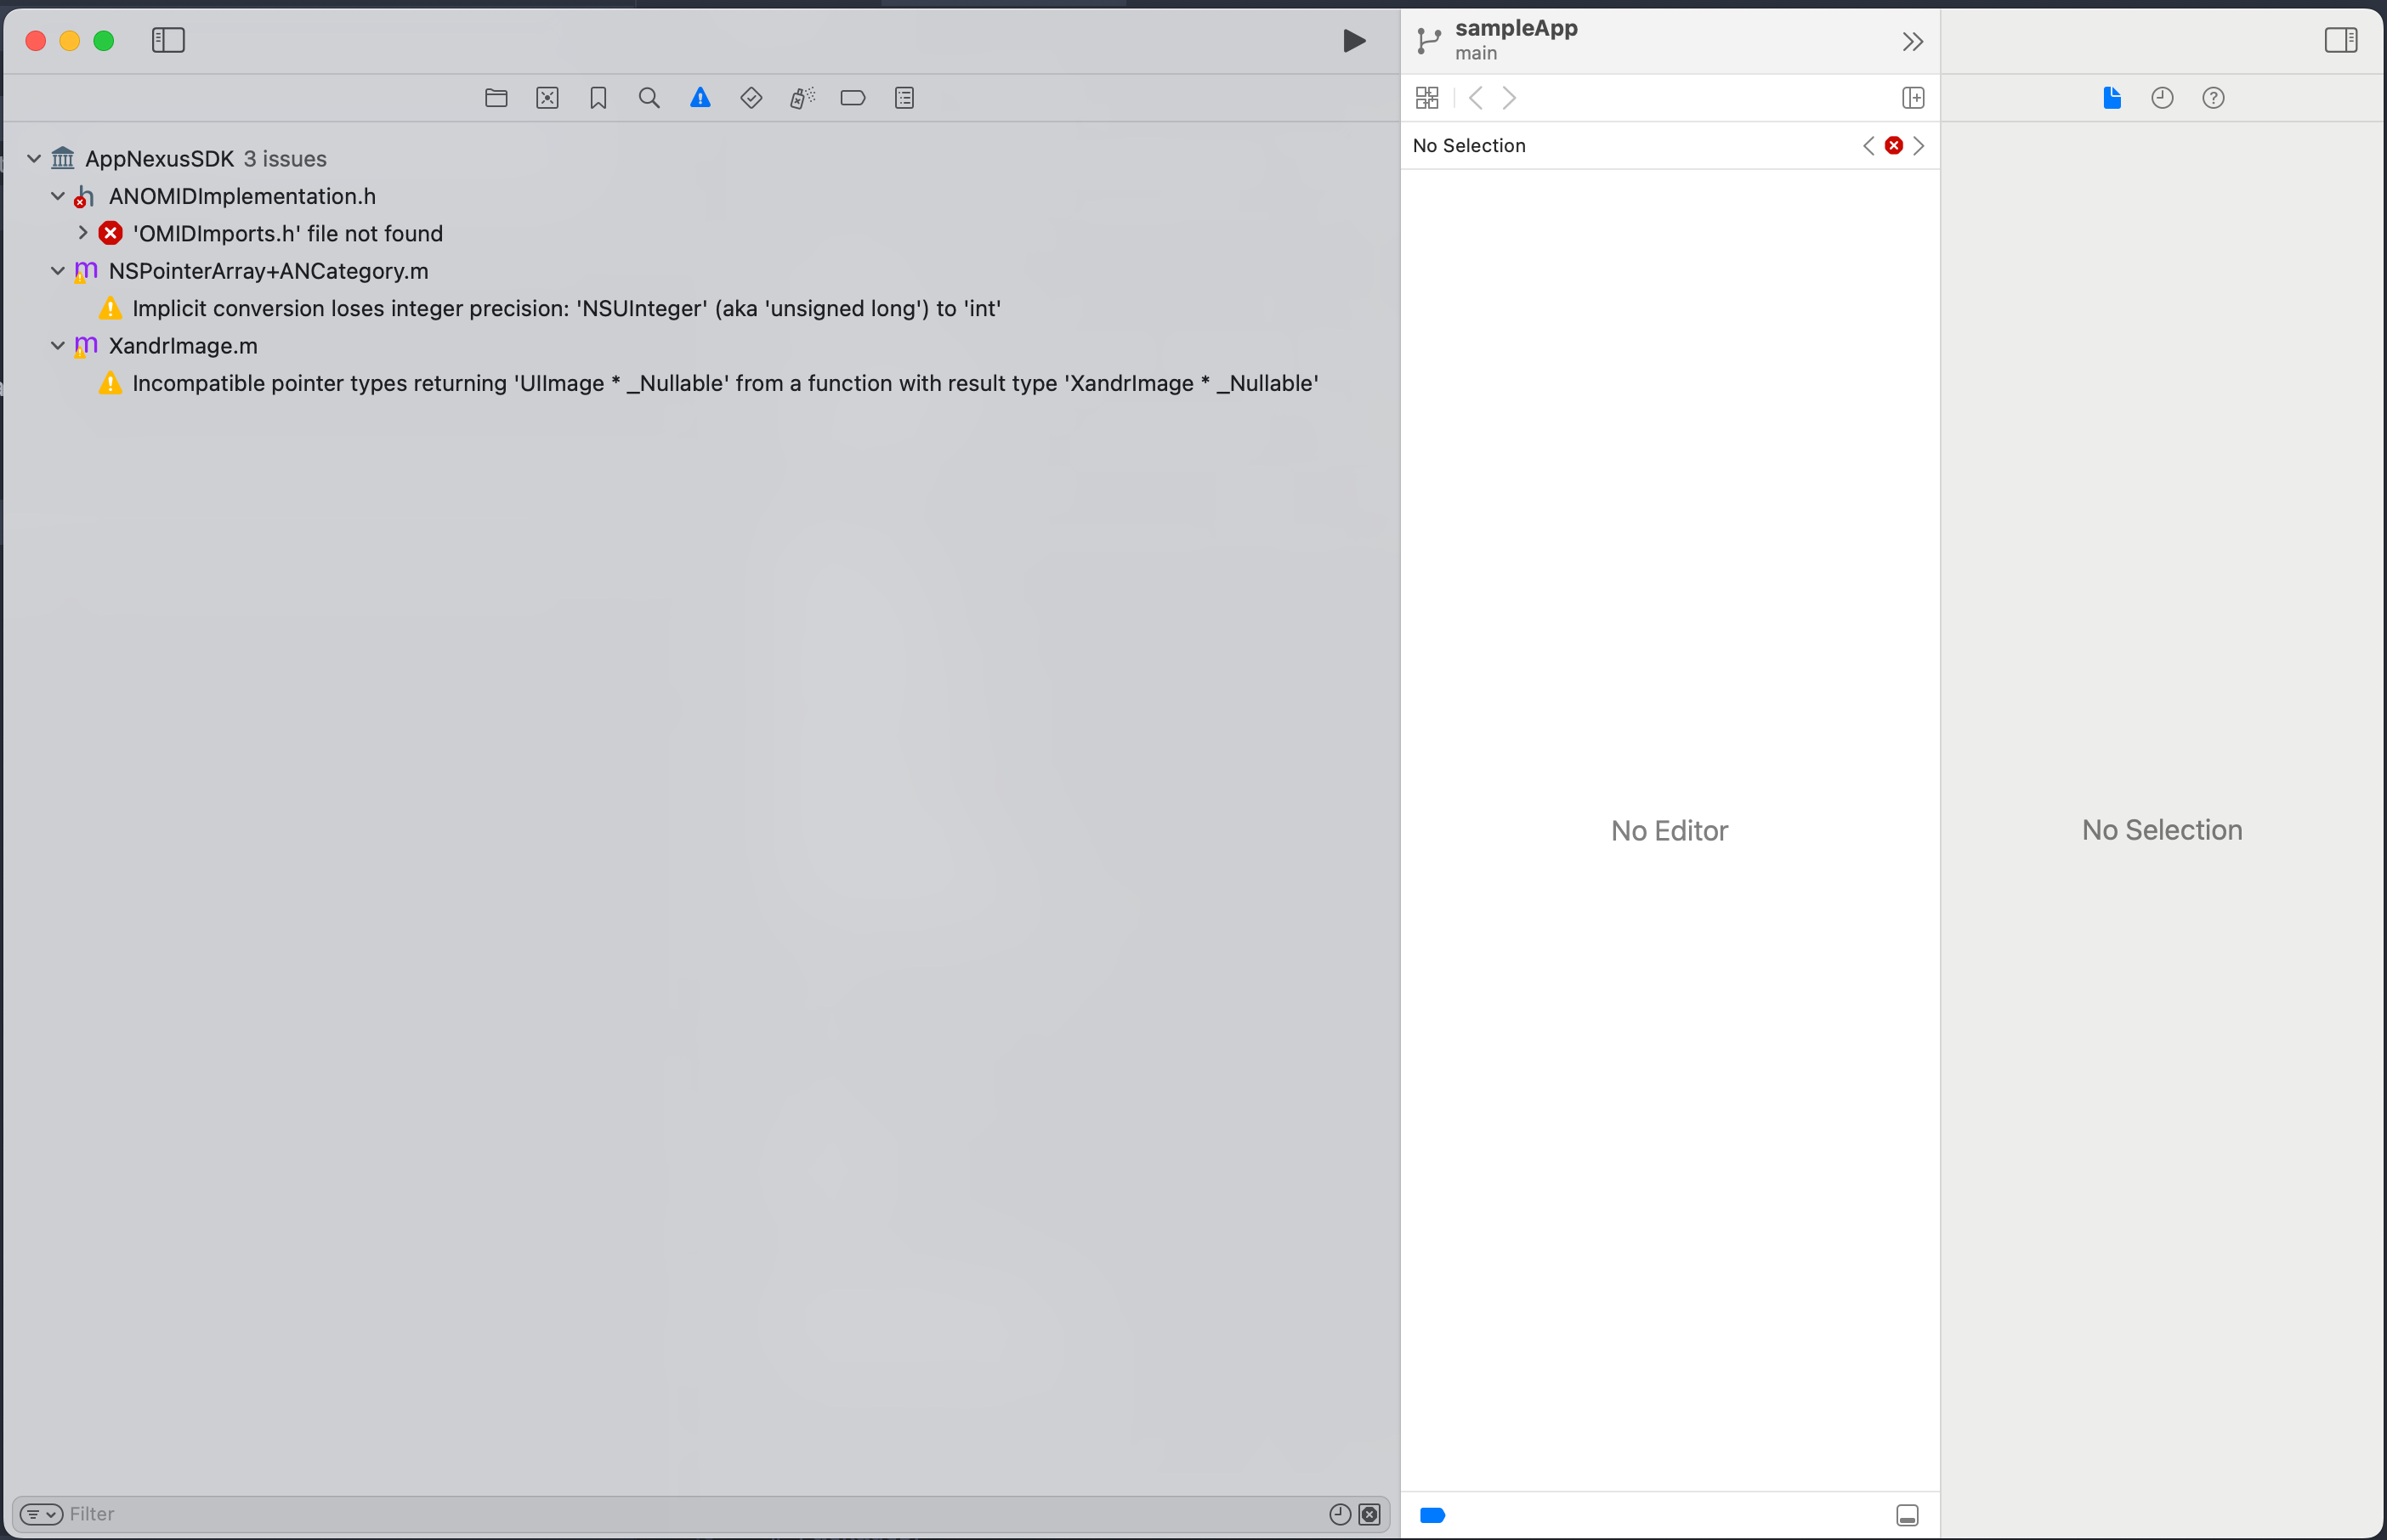 sampleApp
main
AppNexusSDK 3 issues
ANOMIDImplementation.h
'OMIDImports.h' file not found
NSPointerArray+ANCategory.m
Implicit conversion loses integer precision: 'NSUInteger' (aka 'unsigned long') to 'int'
XandrImage.m
Incompatible pointer types returning 'UIImage * _Nullable' from a function with result type 'XandrImage * _Nullable'
Filter
No Selection
No Editor
No Selection